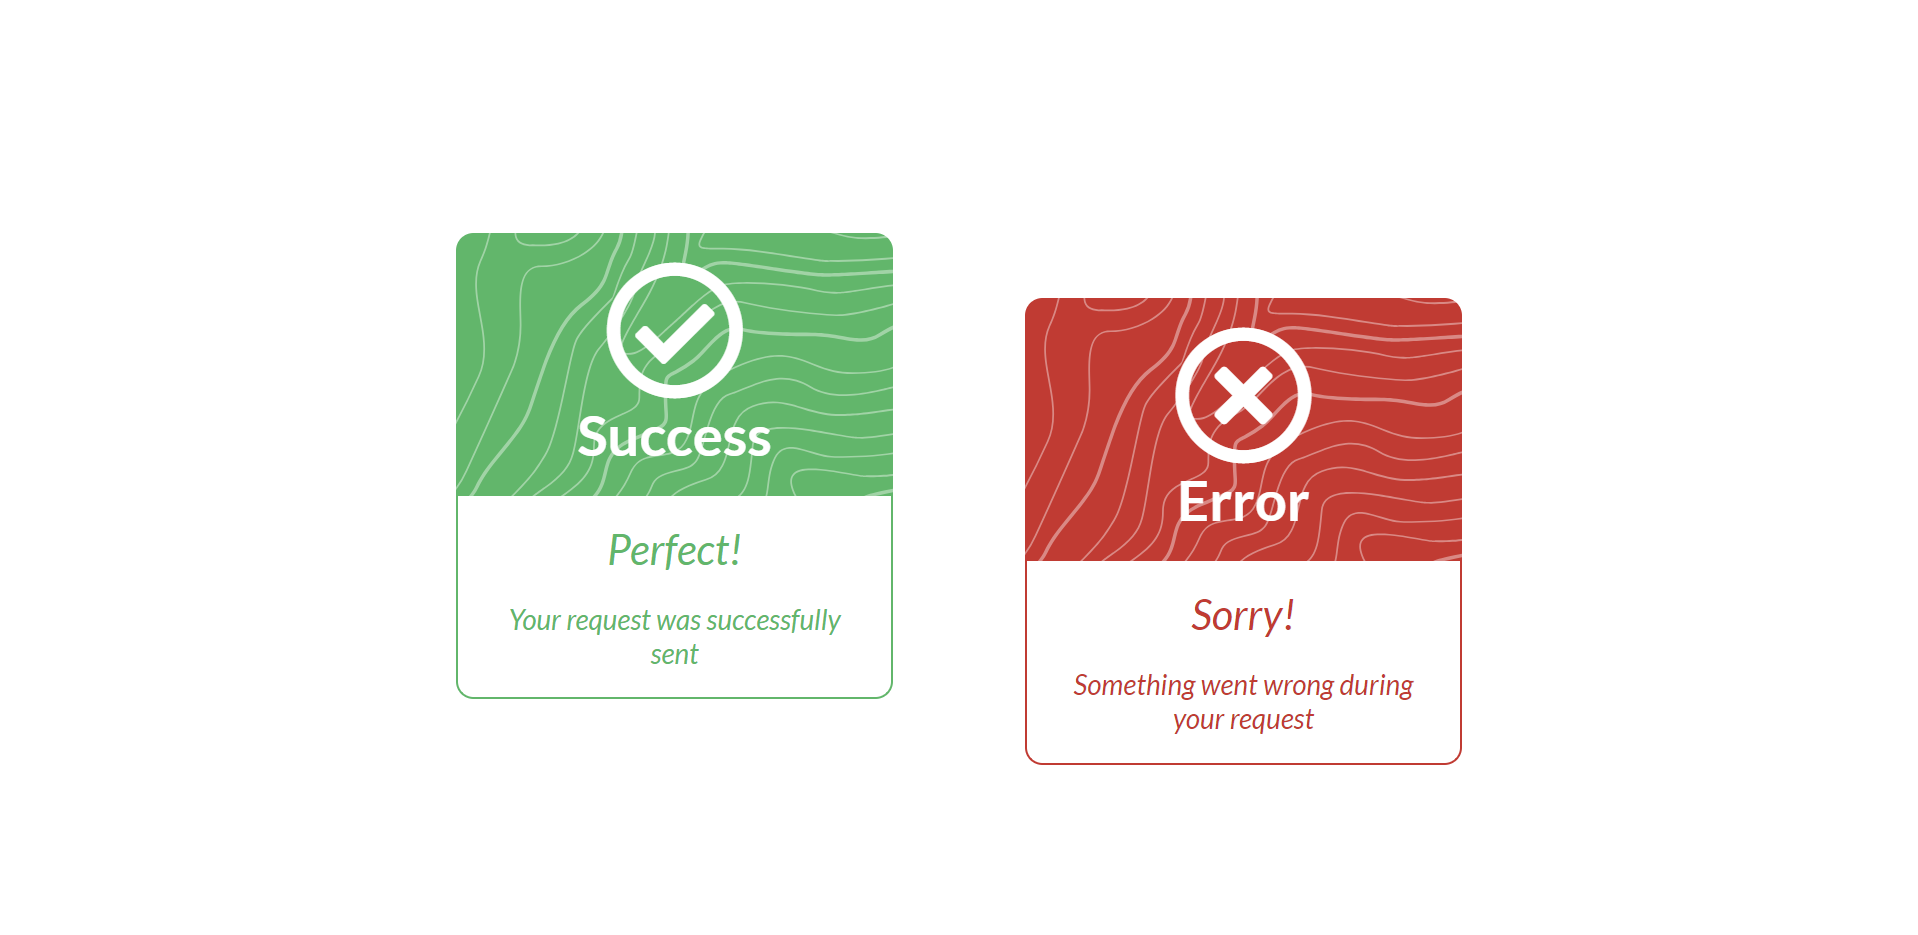 Success
Perfect!
Your request was successfully
sent
Error
Sorry!
Something went wrong during
your request